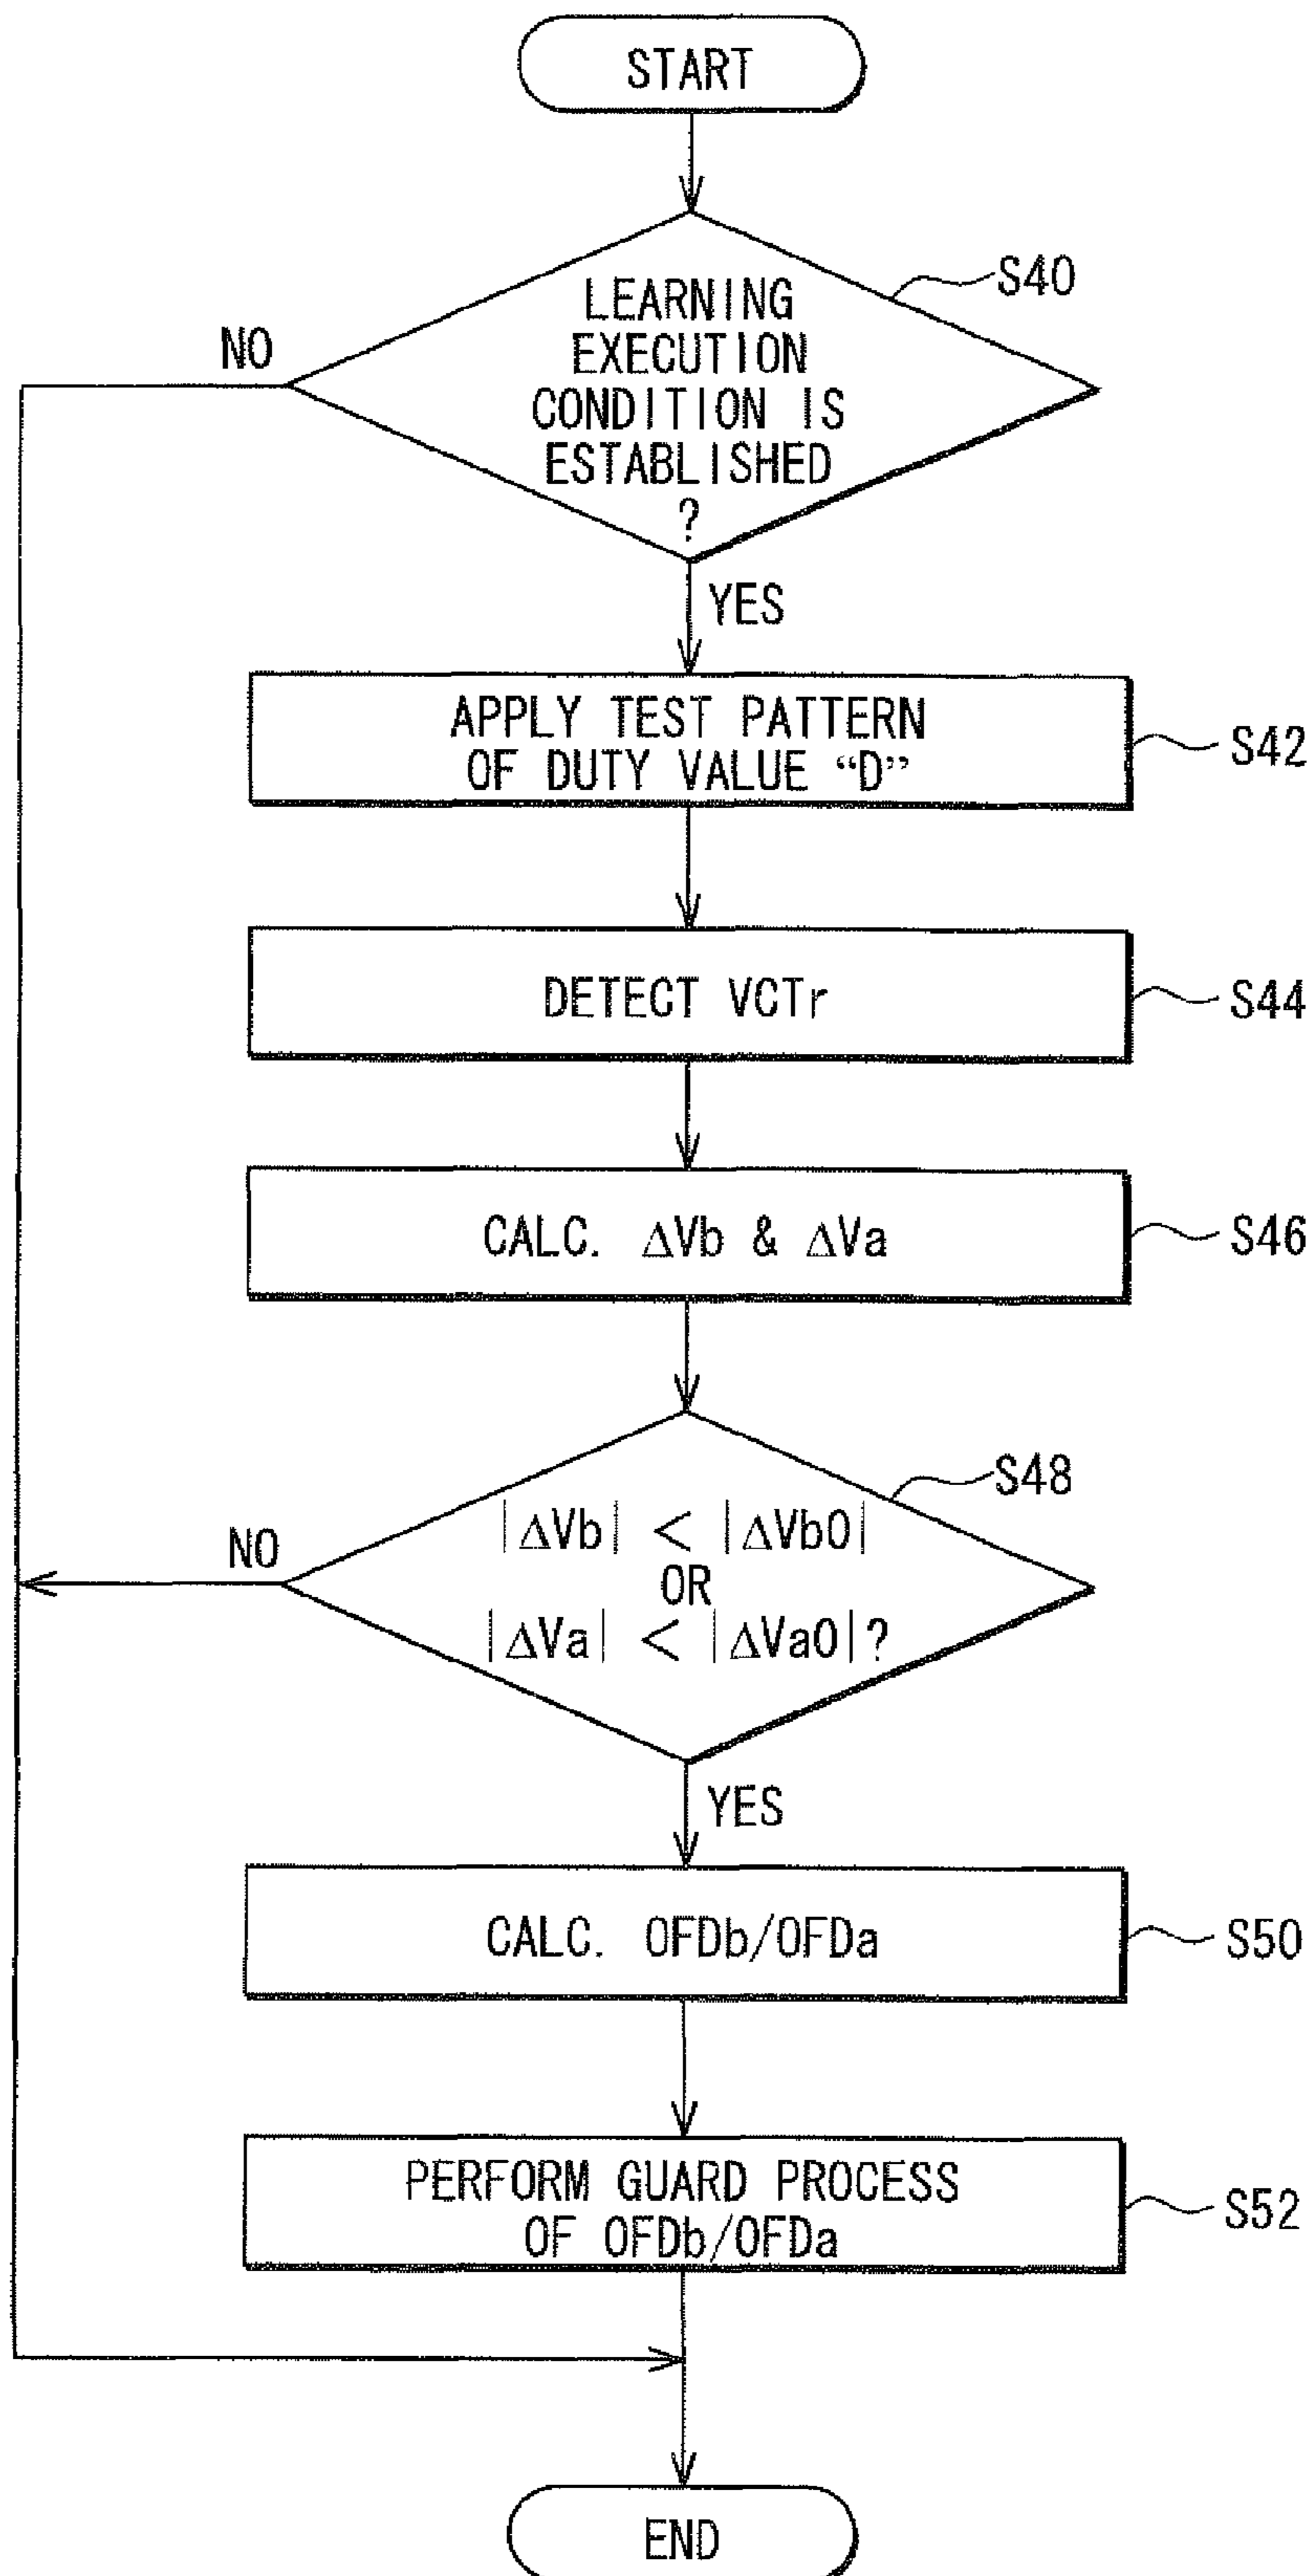 START
LEARNING
EXECUTION
CONDITION IS
ESTABLISHED
?
S40
NO
YES
APPLY TEST PATTERN
OF DUTY VALUE “D”
S42
DETECT VCTr
S44
CALC. ΔVb & ΔVa
S46
|ΔVb| < |ΔVb0|
OR
|ΔVa| < |ΔVa0|?
S48
NO
YES
CALC. OFDb/OFDa
S50
PERFORM GUARD PROCESS
OF OFDb/OFDa
S52
END